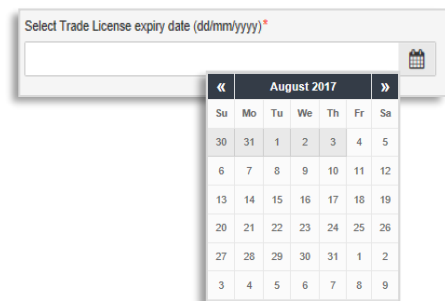 Select Trade License expiry date (dd/mm/yyyy)*
« August 2017 »
Su Mo Tu We Th Fr Sa
30 31 1 2 3 4 5
6 7 8 9 10 11 12
13 14 15 16 17 18 19
20 21 22 23 24 25 26
27 28 29 30 31 1 2
3 4 5 6 7 8 9